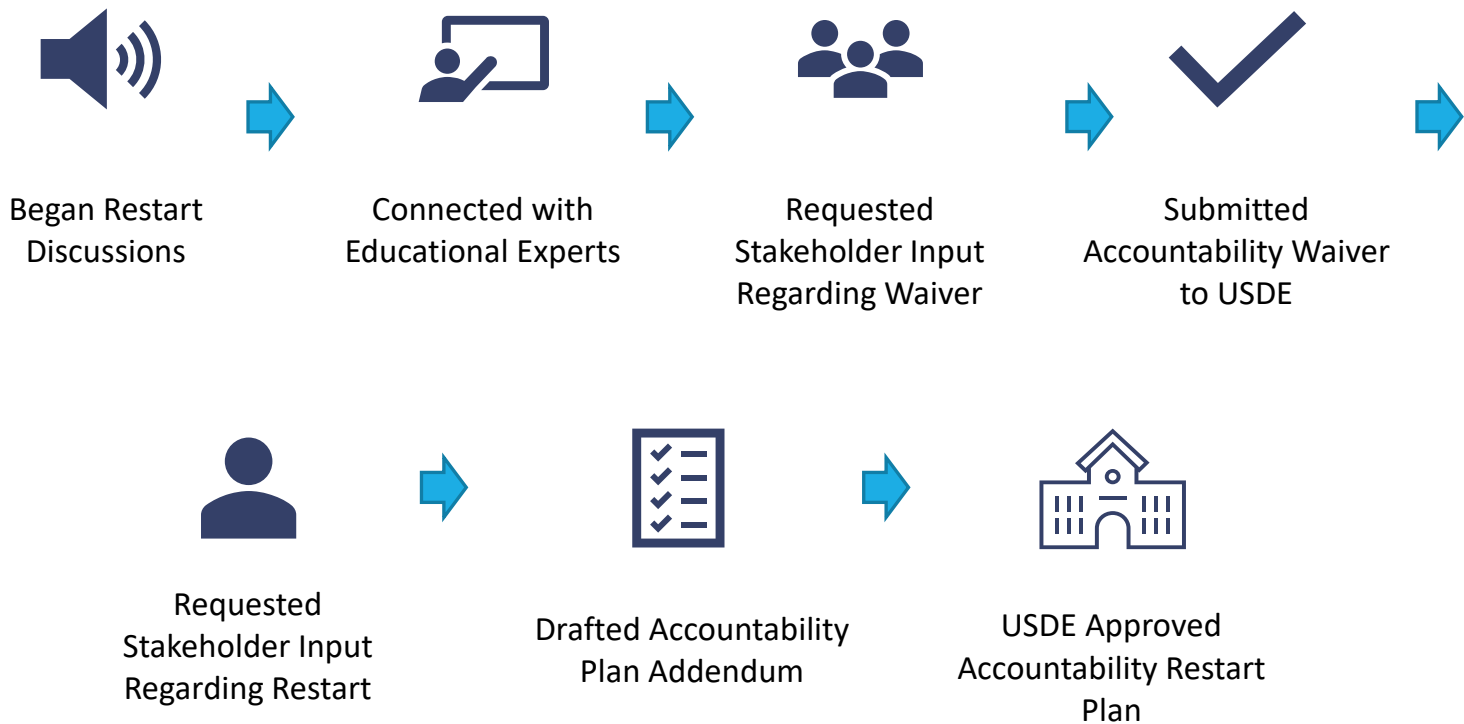 Began Restart
Discussions
Connected with
Educational Experts
Requested
Stakeholder Input
Regarding Waiver
Submitted
Accountability Waiver
to USDE
Requested
Stakeholder Input
Regarding Restart
Drafted Accountability
Plan Addendum
USDE Approved
Accountability Restart
Plan